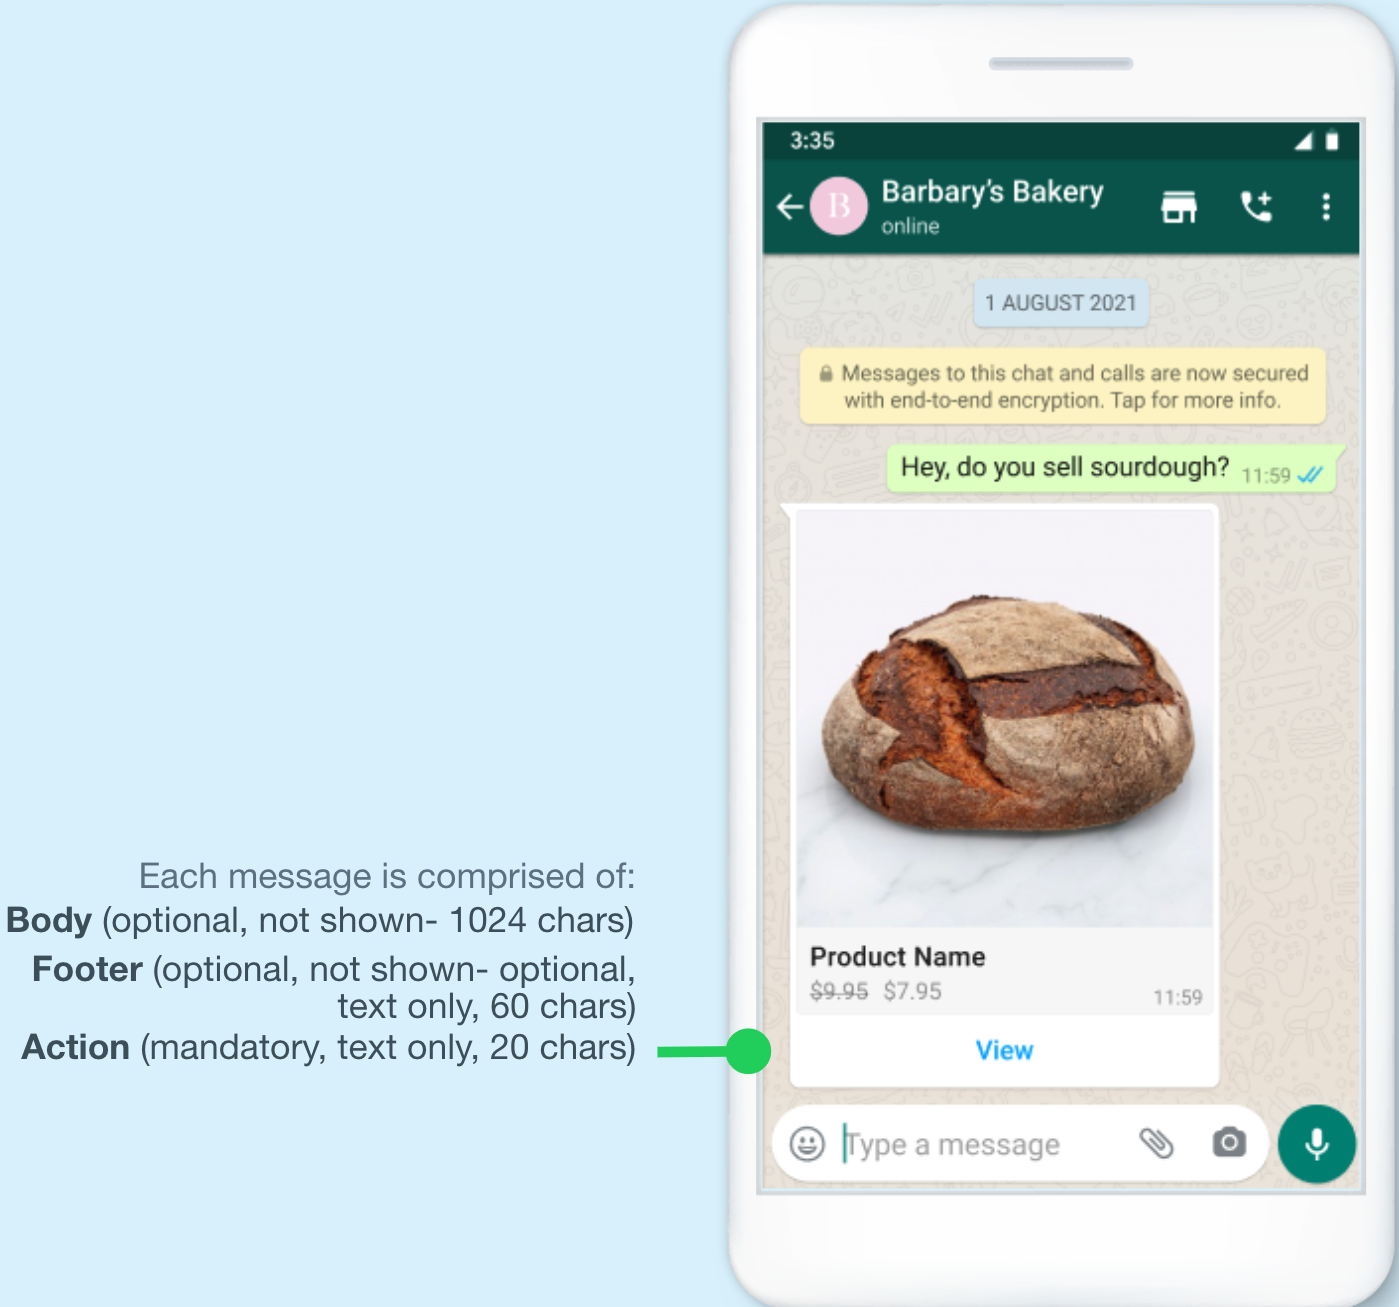 Each message is comprised of:
Body (optional, not shown- 1024 chars)
Footer (optional, not shown- optional,
text only, 60 chars)
Action (mandatory, text only, 20 chars)
3:35
B
Barbary's Bakery
online
1 AUGUST 2021
Messages to this chat and calls are now secured
with end-to-end encryption. Tap for more info.
Hey, do you sell sourdough? 11:59
Product Name
$9.95 $7.95 11:59
View
Type a message